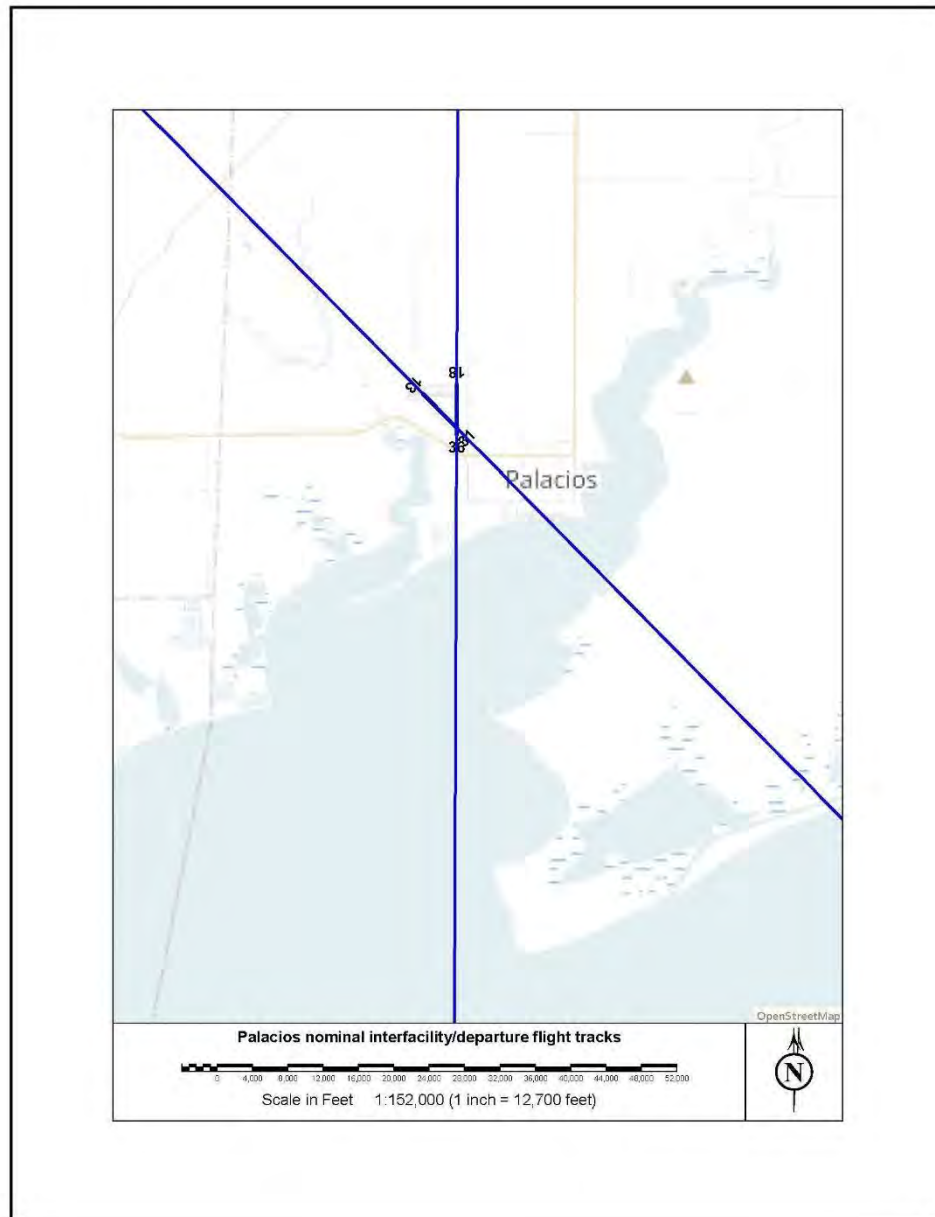 18
13
31
36
Palacios
OpenStreetMap
Palacios nominal interfacility/departure flight tracks
0 4,000 8,000 12,000 16,000 20,000 24,000 28,000 32,000 36,000 40,000 44,000 48,000 52,000
Scale in Feet 1:152,000 (1 inch = 12,700 feet)
N